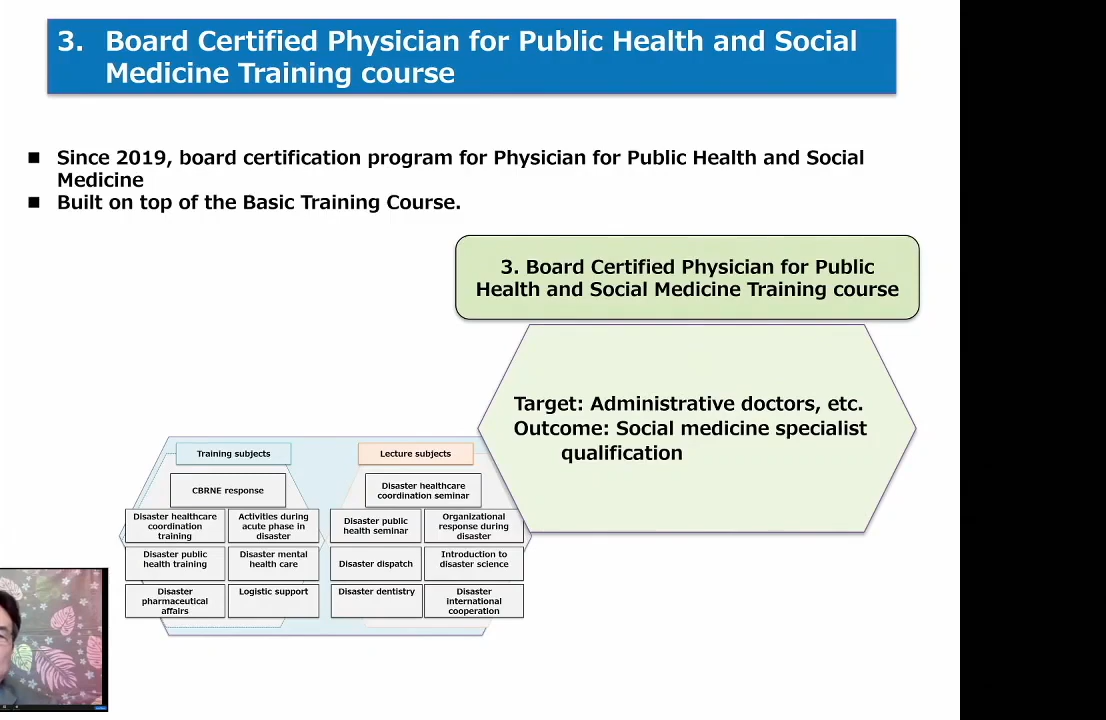 3. Board Certified Physician for Public Health and Social
Medicine Training course
■ Since 2019, board certification program for Physician for Public Health and Social
Medicine
■ Built on top of the Basic Training Course.
3. Board Certified Physician for Public
Health and Social Medicine Training course
Target: Administrative doctors, etc.
Outcome: Social medicine specialist
qualification
Training subjects
CBRNE response
Disaster healthcare
coordination
training
Activities during
acute phase in
disaster
Disaster public
health training
Disaster mental
health care
Disaster
pharmaceutical
affairs
Logistic support
Lecture subjects
Disaster healthcare
coordination seminar
Disaster public
health seminar
Organizational
response during
disaster
Disaster dispatch
Introduction to
disaster science
Disaster dentistry
Disaster
international
cooperation